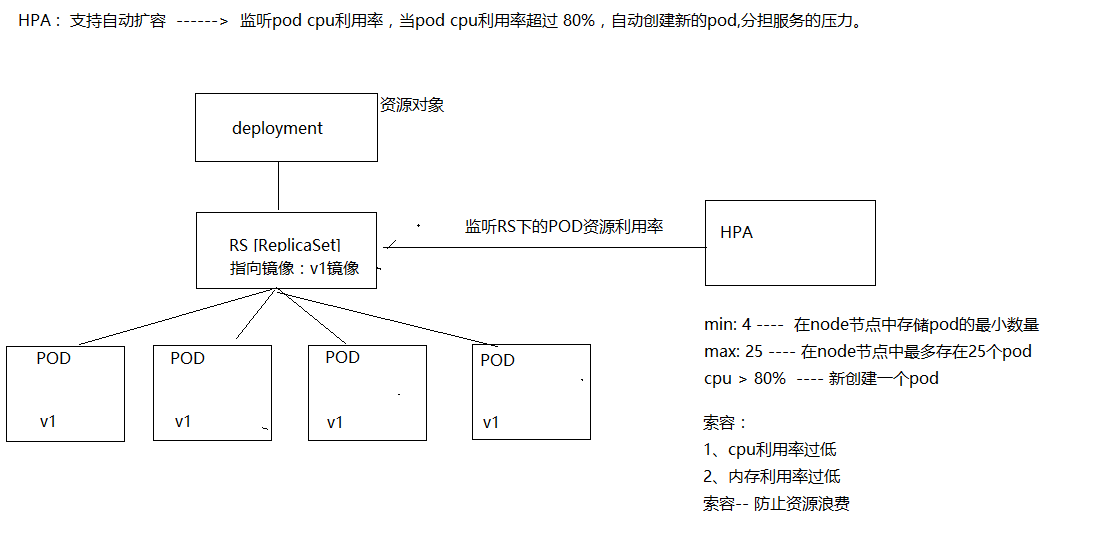 HPA： 支持自动扩容 ------> 监听pod cpu利用率，当pod cpu利用率超过 80%，自动创建新的pod,分担服务的压力。
资源对象
deployment
监听RS下的POD资源利用率
HPA
RS [ReplicaSet]
指向镜像：v1镜像
min: 4 ---- 在node节点中存储pod的最小数量
max: 25 ---- 在node节点中最多存在25个pod
cpu > 80% ---- 新创建一个pod
POD
POD
POD
POD
v1
v1
v1
v1
索容：
1、cpu利用率过低
2、内存利用率过低
索容-- 防止资源浪费